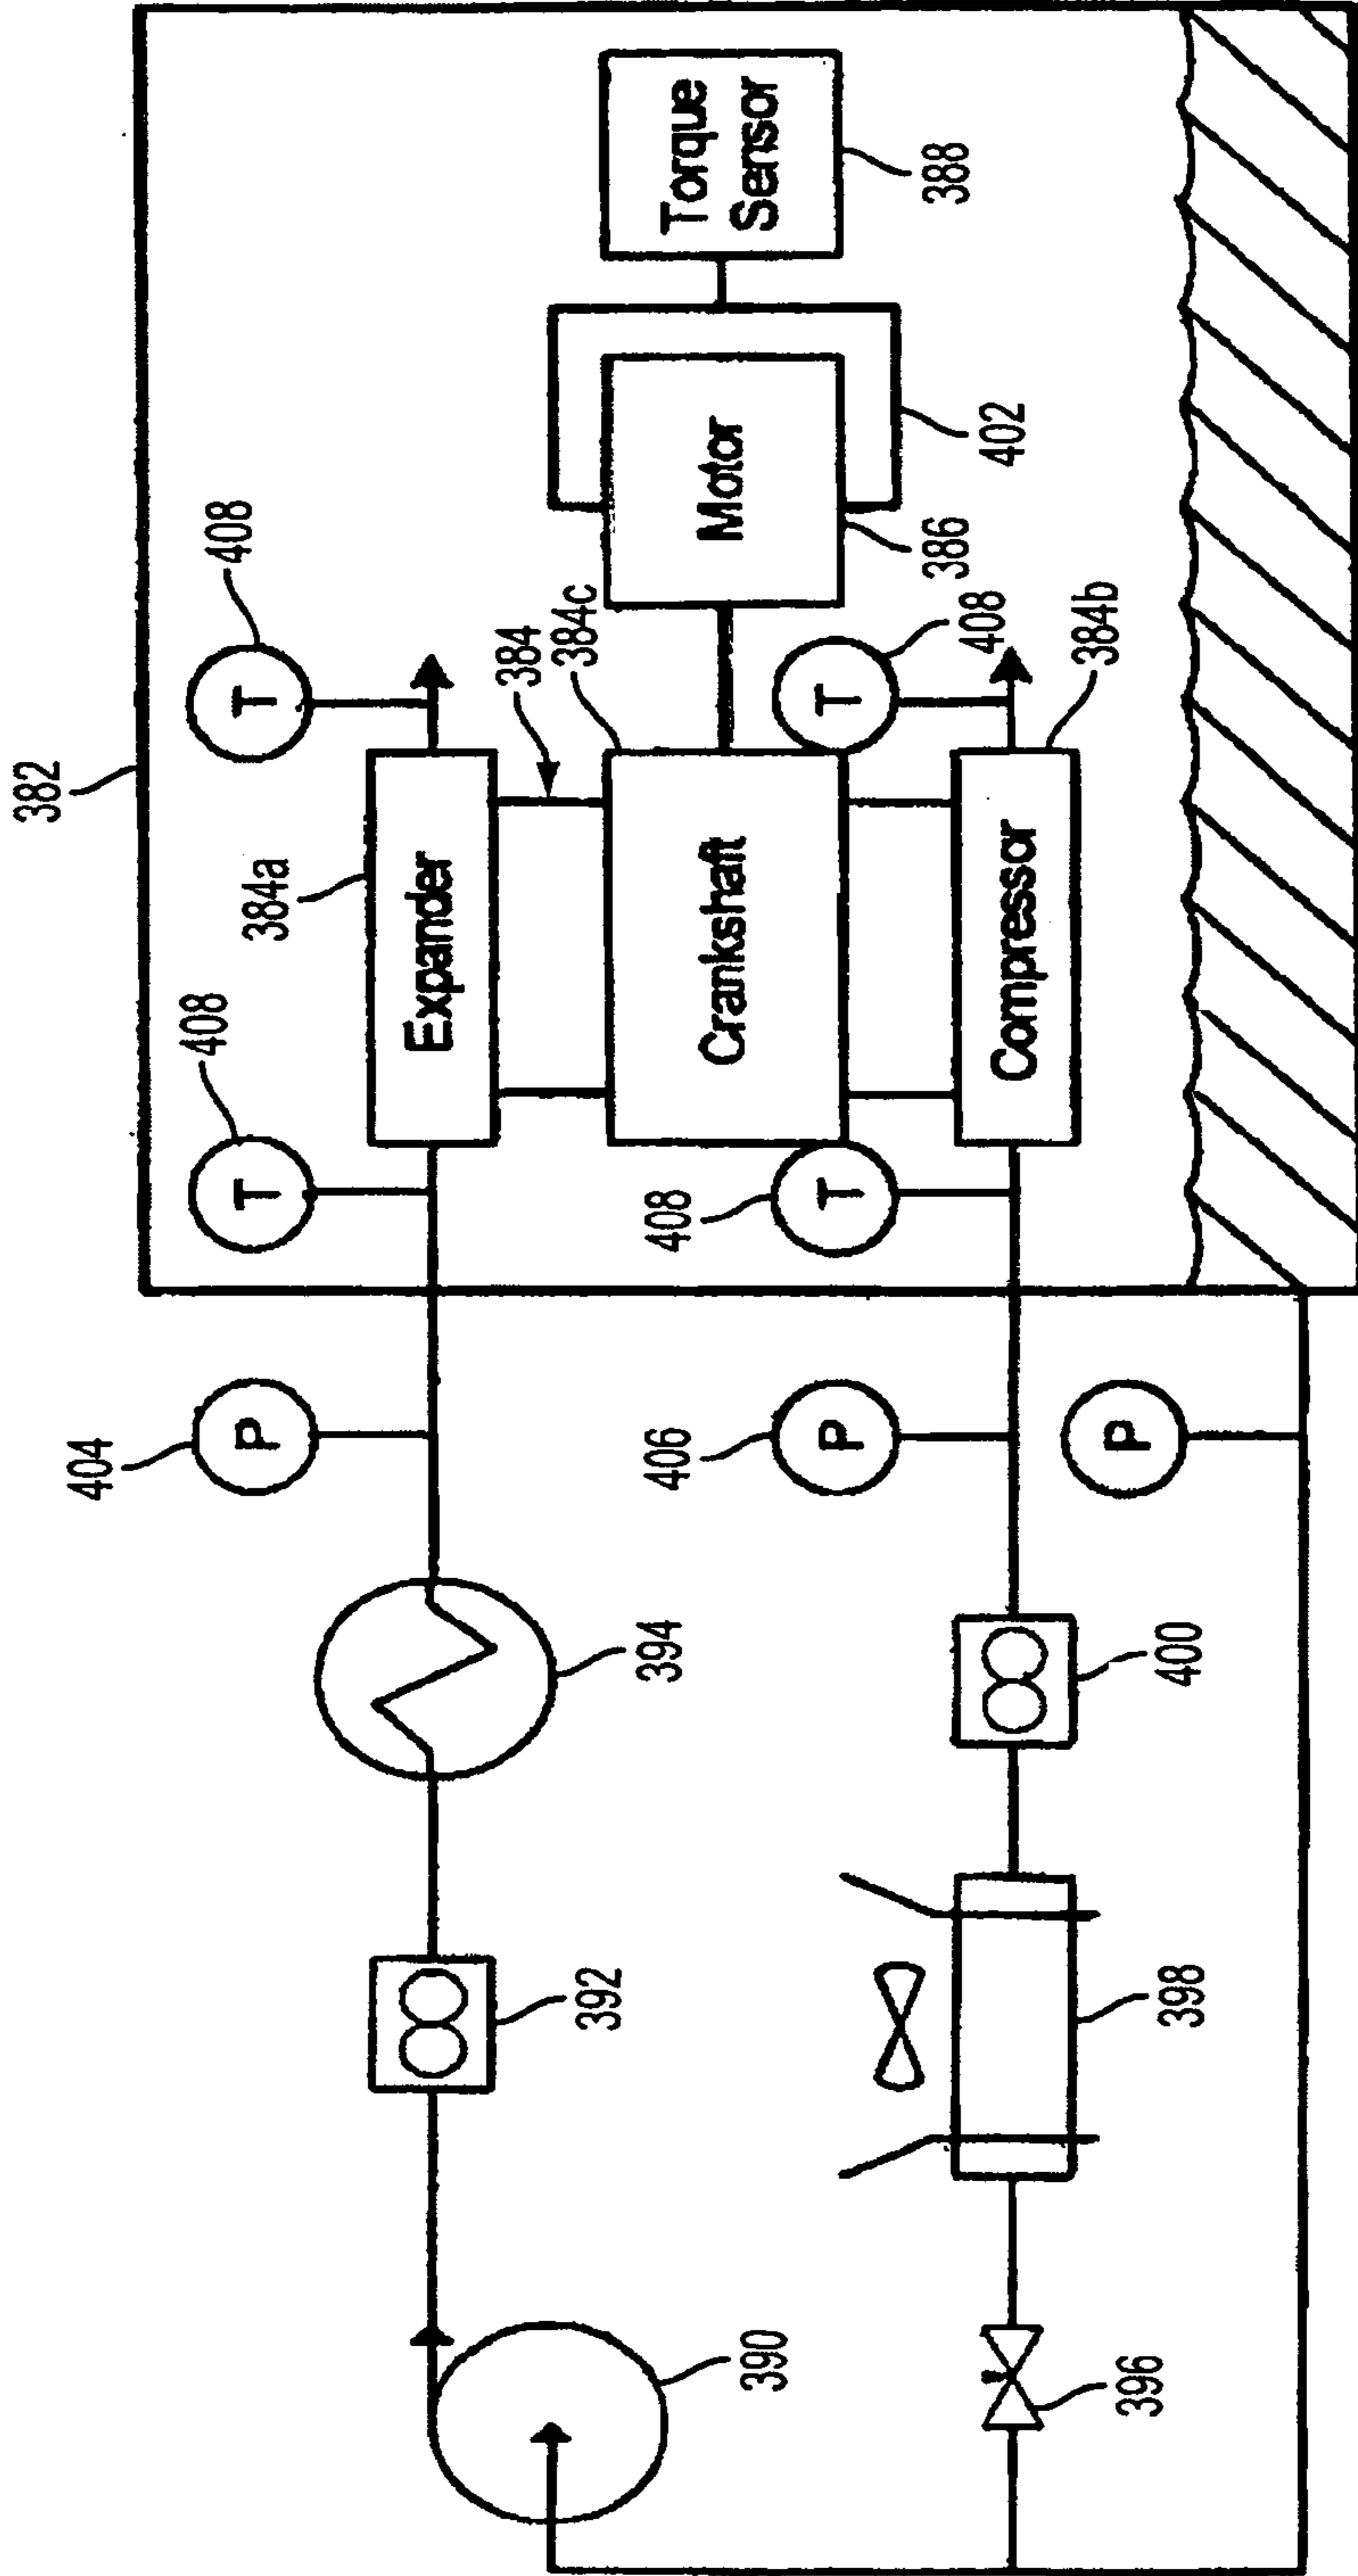 382
408
408
T
T
384a
Expander
384
384c
Crankshaft
Motor
Torque
Sensor
388
402
386
408
T
408
T
384b
Compressor
404
P
406
P
P
394
392
390
400
398
396